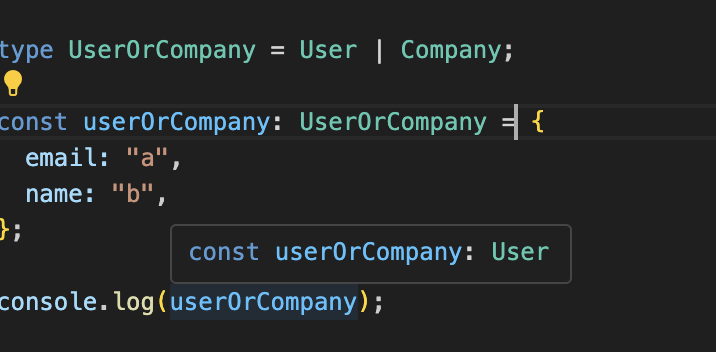 type UserOrCompany = User | Company;
const userOrCompany: UserOrCompany = {
  email: "a",
  name: "b",
};
const userOrCompany: User
console.log(userOrCompany);